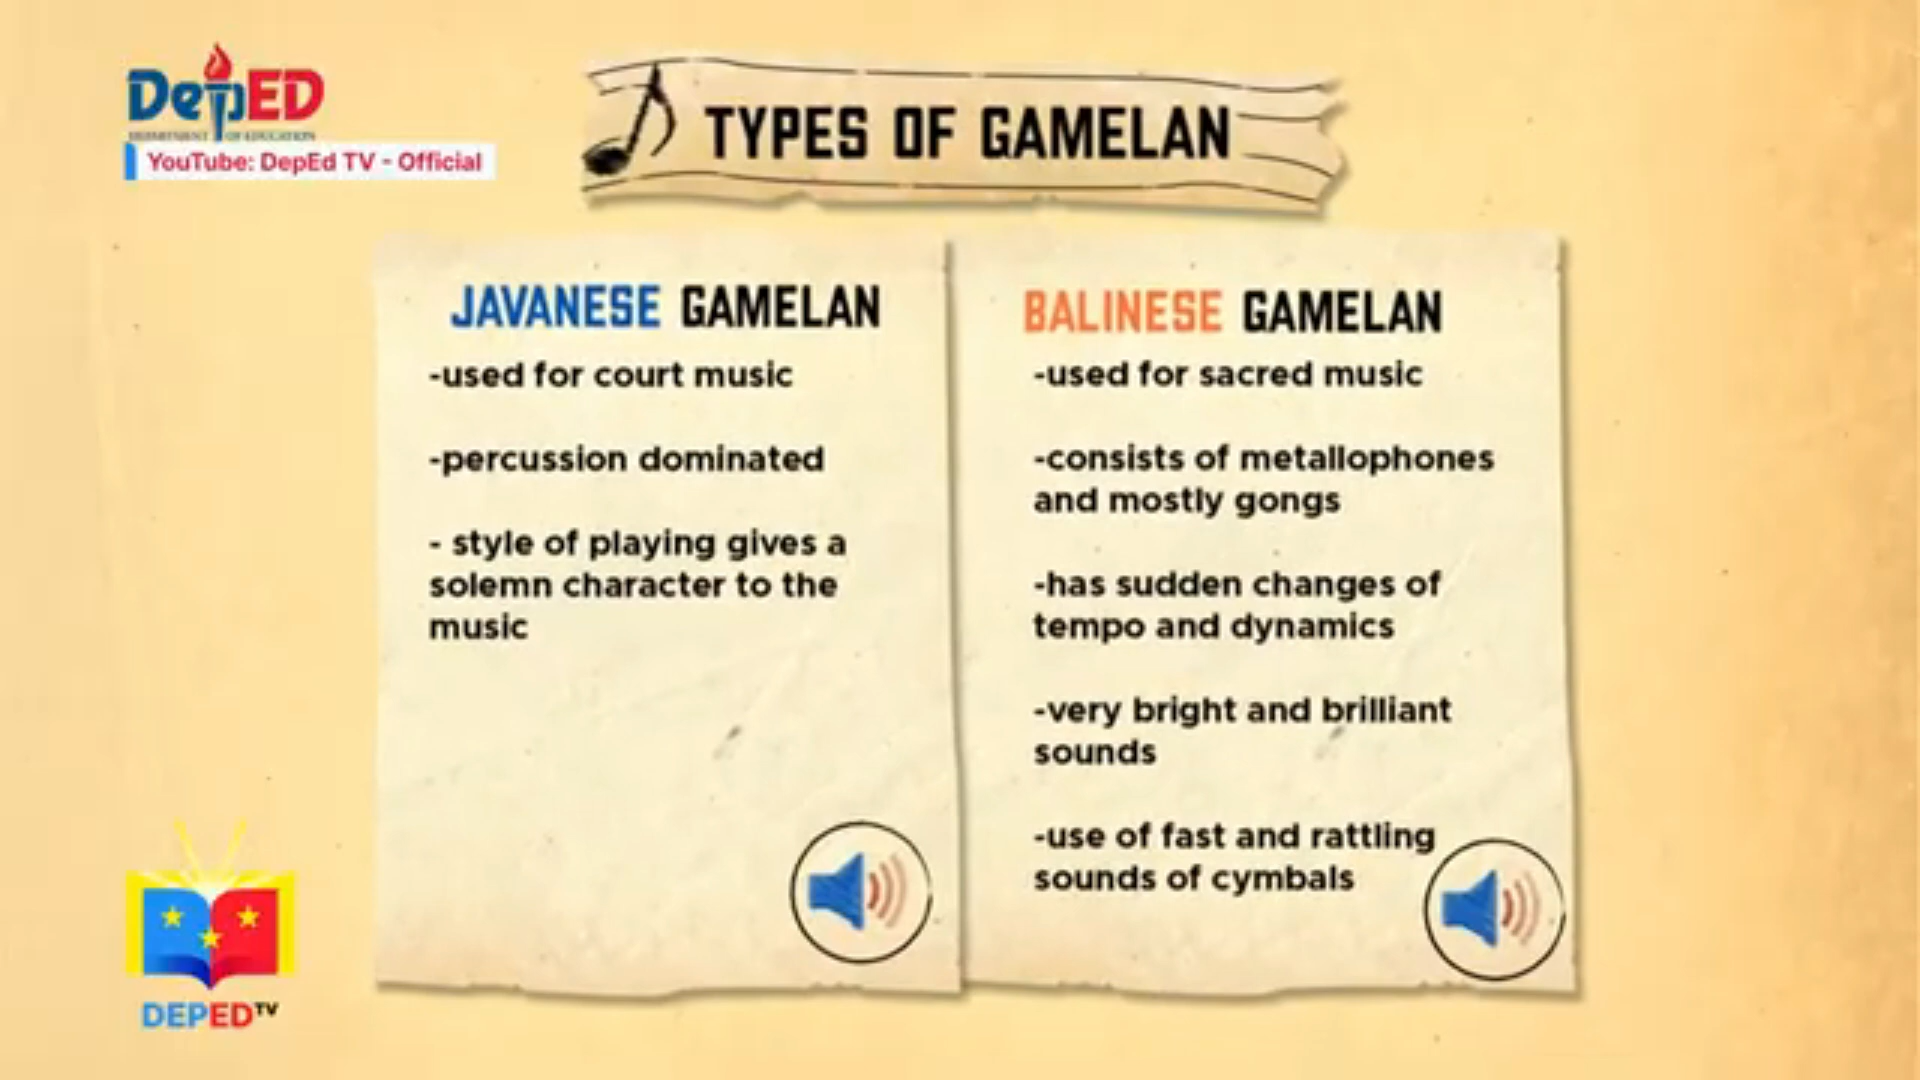 DepED
DEPARTMENT OF EDUCATION
YouTube: DepEd TV - Official
TYPES OF GAMELAN
JAVANESE GAMELAN
-used for court music
-percussion dominated
- style of playing gives a
solemn character to the
music
BALINESE GAMELAN
-used for sacred music
-consists of metallophones
and mostly gongs
-has sudden changes of
tempo and dynamics
-very bright and brilliant
sounds
-use of fast and rattling
sounds of cymbals
DEPED TV